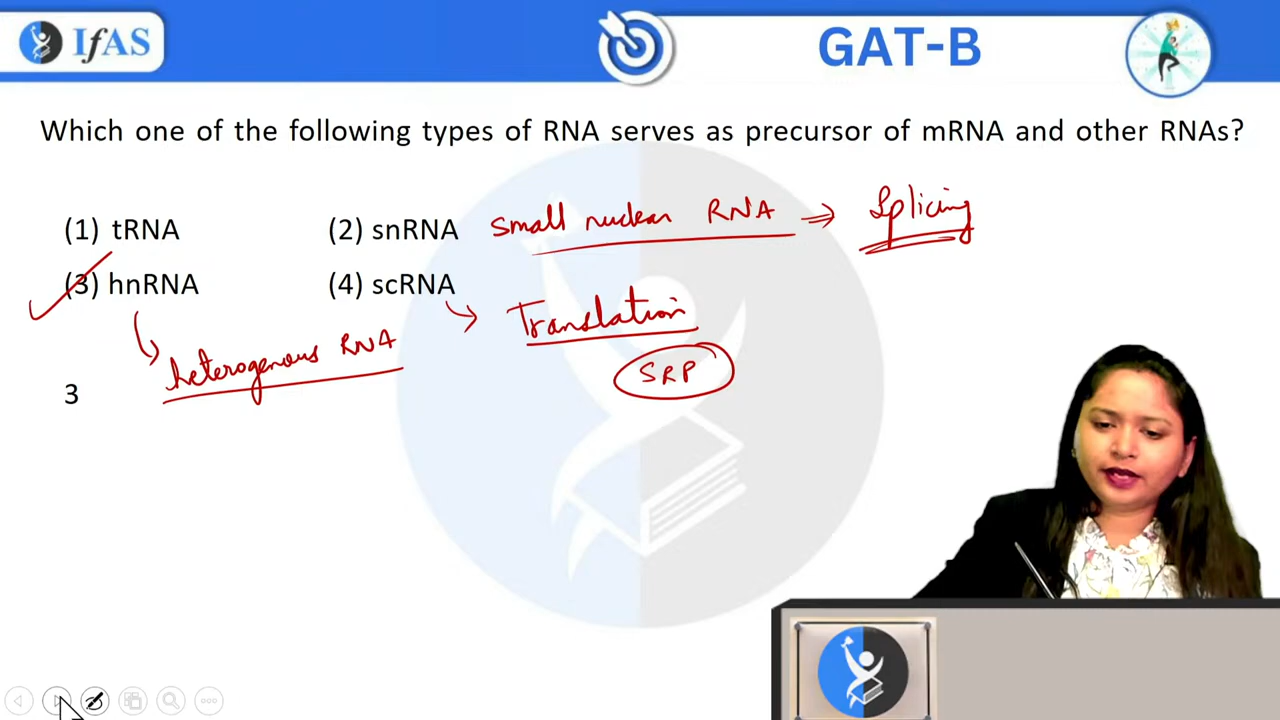 IfAS
GAT-B
Which one of the following types of RNA serves as precursor of mRNA and other RNAs?
(1) tRNA
(2) snRNA
small nuclear RNA ⇒ Splicing
(3) hnRNA
(4) scRNA
Translation
heterogenous RNA
SRP
3